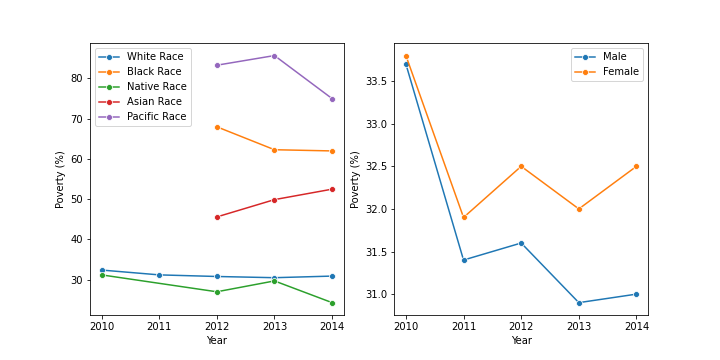 White Race
Black Race
Native Race
Asian Race
Pacific Race
80
70
60
50
40
30
Poverty (%)
2010 2011 2012 2013 2014
Year
Male
Female
33.5
33.0
32.5
32.0
31.5
31.0
Poverty (%)
2010 2011 2012 2013 2014
Year